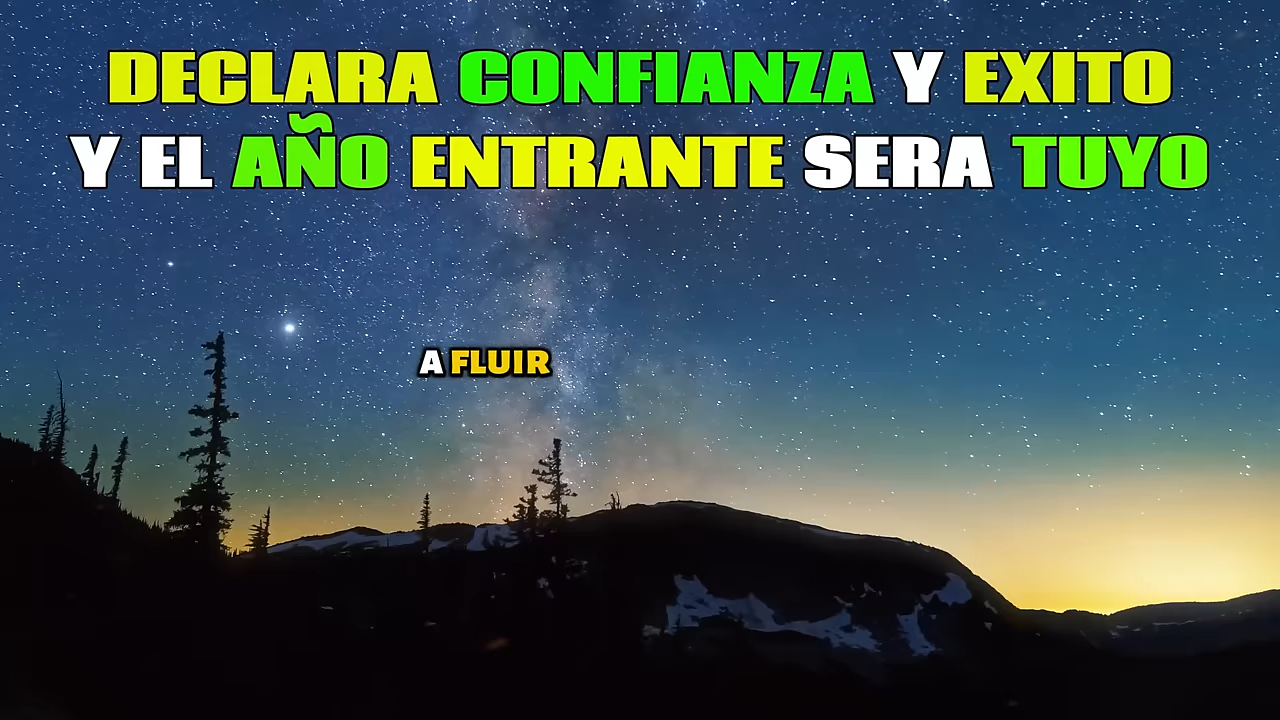 DECLARA CONFIANZA Y EXITO
Y EL AÑO ENTRANTE SERA TUYO
A FLUIR